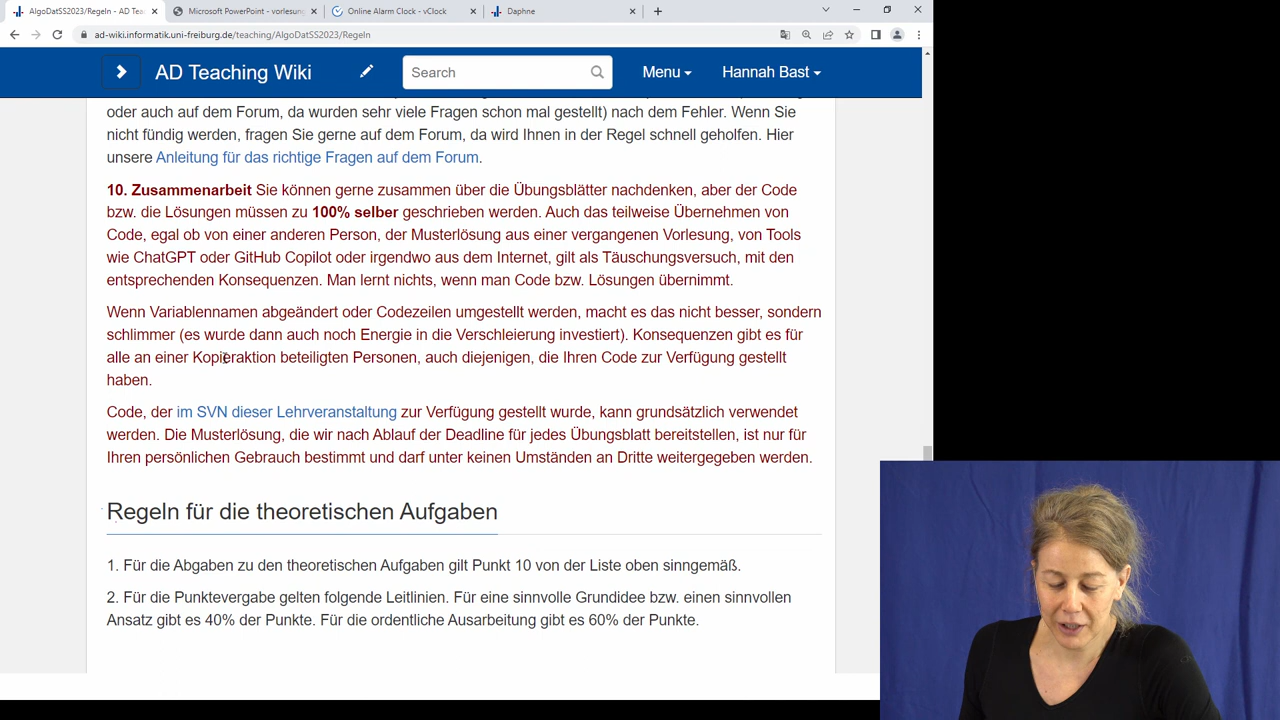 AlgoDatSS2023/Regeln - AD Tea
Microsoft PowerPoint - vorlesun
Online Alarm Clock - vClock
Daphne
ad-wiki.informatik.uni-freiburg.de/teaching/AlgoDatSS2023/Regeln
AD Teaching Wiki
Search
Menu
Hannah Bast
oder auch auf dem Forum, da wurden sehr viele Fragen schon mal gestellt) nach dem Fehler. Wenn Sie
nicht fündig werden, fragen Sie gerne auf dem Forum, da wird Ihnen in der Regel schnell geholfen. Hier
unsere Anleitung für das richtige Fragen auf dem Forum.
10. Zusammenarbeit Sie können gerne zusammen über die Übungsblätter nachdenken, aber der Code
bzw. die Lösungen müssen zu 100% selber geschrieben werden. Auch das teilweise Übernehmen von
Code, egal ob von einer anderen Person, der Musterlösung aus einer vergangenen Vorlesung, von Tools
wie ChatGPT oder GitHub Copilot oder irgendwo aus dem Internet, gilt als Täuschungsversuch, mit den
entsprechenden Konsequenzen. Man lernt nichts, wenn man Code bzw. Lösungen übernimmt.
Wenn Variablennamen abgeändert oder Codezeilen umgestellt werden, macht es das nicht besser, sondern
schlimmer (es wurde dann auch noch Energie in die Verschleierung investiert). Konsequenzen gibt es für
alle an einer Kopieraktion beteiligten Personen, auch diejenigen, die Ihren Code zur Verfügung gestellt
haben.
Code, der im SVN dieser Lehrveranstaltung zur Verfügung gestellt wurde, kann grundsätzlich verwendet
werden. Die Musterlösung, die wir nach Ablauf der Deadline für jedes Übungsblatt bereitstellen, ist nur für
Ihren persönlichen Gebrauch bestimmt und darf unter keinen Umständen an Dritte weitergegeben werden.
Regeln für die theoretischen Aufgaben
1. Für die Abgaben zu den theoretischen Aufgaben gilt Punkt 10 von der Liste oben sinngemäß.
2. Für die Punktevergabe gelten folgende Leitlinien. Für eine sinnvolle Grundidee bzw. einen sinnvollen
Ansatz gibt es 40% der Punkte. Für die ordentliche Ausarbeitung gibt es 60% der Punkte.